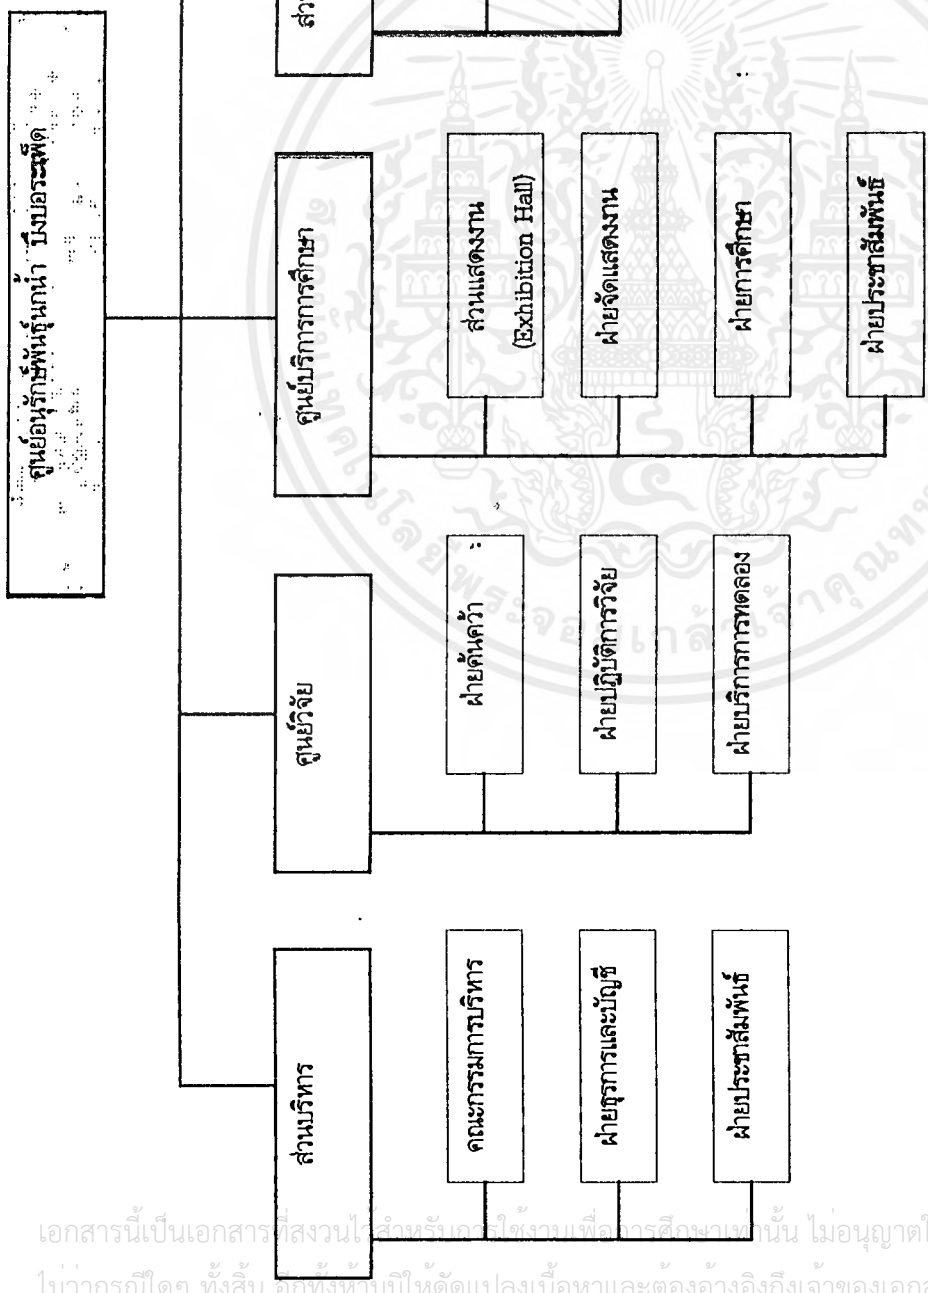 ศูนย์อนุรักษ์พันธุ์นกน้ำ บึงบอระเพ็ด
ส่วนบริหาร
คณะกรรมการบริหาร
ฝ่ายธุรการและบัญชี
ฝ่ายประชาสัมพันธ์
ศูนย์วิจัย
ฝ่ายค้นคว้า
ฝ่ายปฏิบัติการวิจัย
ฝ่ายบริการการทดลอง
ศูนย์บริการการศึกษา
ส่วนแสดงงาน
(Exhibition Hall)
ฝ่ายจัดแสดงงาน
ฝ่ายการศึกษา
ฝ่ายประชาสัมพันธ์
ส่ว
เอกสารนี้เป็นเอกสารที่สงวนไว้สำหรับการใช้งานเพื่อการศึกษาเท่านั้น ไม่อนุญาตใ
ไม่ว่ากรณีใดๆ ทั้งสิ้น อีกทั้งห้ามมิให้ดัดแปลงเนื้อหาและต้องอ้างอิงถึงเจ้าของเอกส